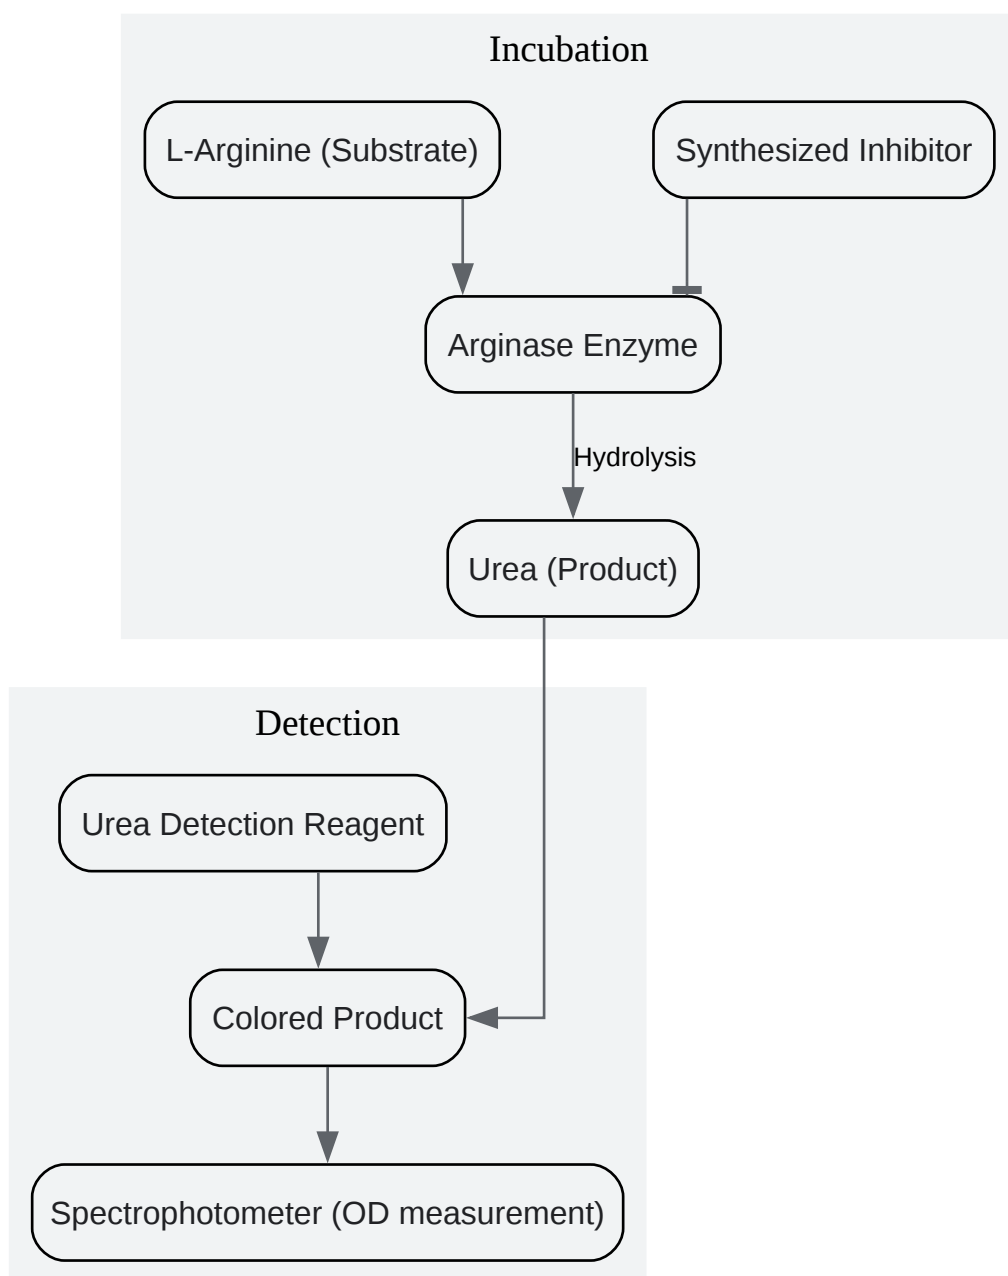 Incubation
L-Arginine (Substrate)
Synthesized Inhibitor
Arginase Enzyme
Hydrolysis
Urea (Product)
Detection
Urea Detection Reagent
Colored Product
Spectrophotometer (OD measurement)